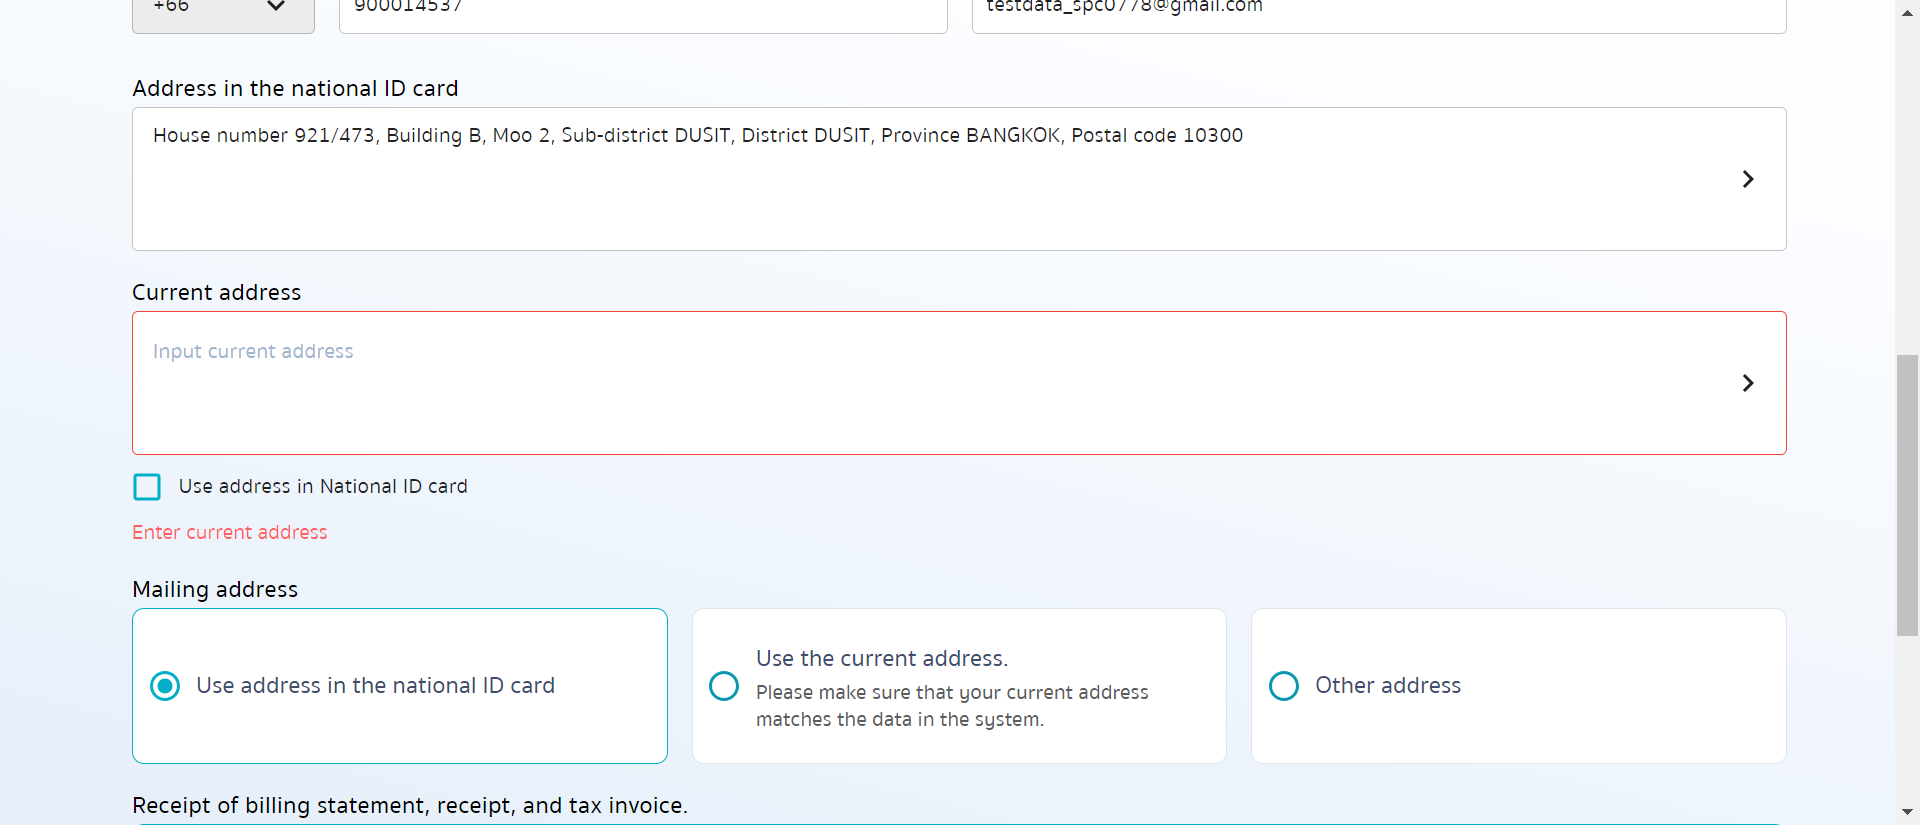 +66
900014537
testdata_spc0778@gmail.com
Address in the national ID card
House number 921/473, Building B, Moo 2, Sub-district DUSIT, District DUSIT, Province BANGKOK, Postal code 10300
Current address
Input current address
Use address in National ID card
Enter current address
Mailing address
Use address in the national ID card
Use the current address.
Please make sure that your current address
matches the data in the system.
Other address
Receipt of billing statement, receipt, and tax invoice.